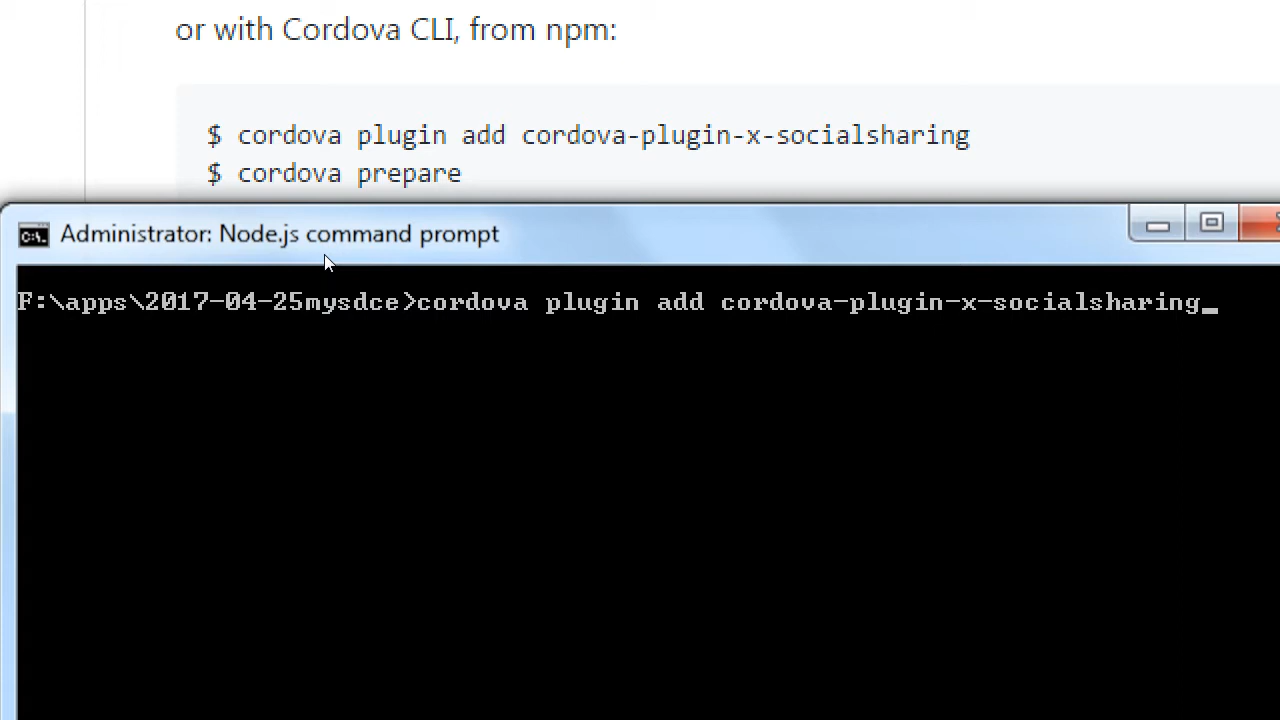 or with Cordova CLI, from npm:
$ cordova plugin add cordova-plugin-x-socialsharing
$ cordova prepare
Administrator: Node.js command prompt
F:\apps\2017-04-25mysdce>cordova plugin add cordova-plugin-x-socialsharing_